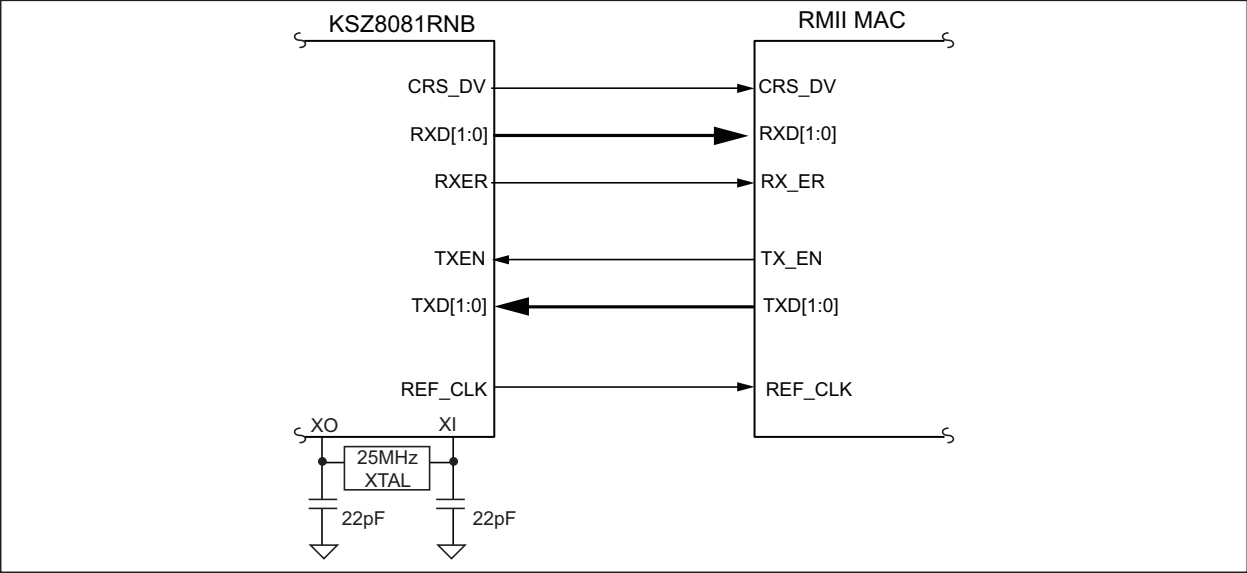 KSZ8081RNB
RMII MAC
CRS_DV
CRS_DV
RXD[1:0]
RXD[1:0]
RXER
RX_ER
TXEN
TX_EN
TXD[1:0]
TXD[1:0]
REF_CLK
REF_CLK
XO
XI
25MHz
XTAL
22pF
22pF